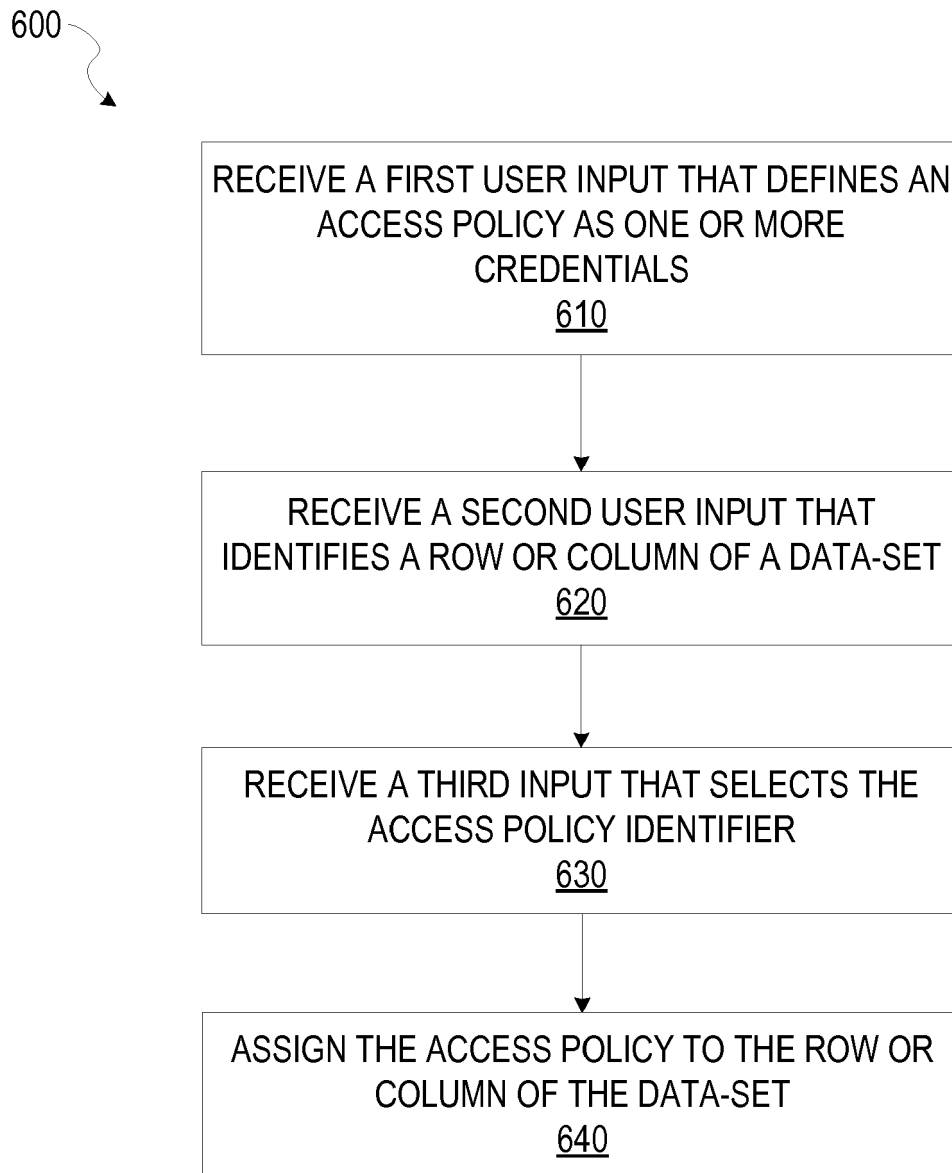 600
RECEIVE A FIRST USER INPUT THAT DEFINES AN
ACCESS POLICY AS ONE OR MORE
CREDENTIALS
610
RECEIVE A SECOND USER INPUT THAT
IDENTIFIES A ROW OR COLUMN OF A DATA-SET
620
RECEIVE A THIRD INPUT THAT SELECTS THE
ACCESS POLICY IDENTIFIER
630
ASSIGN THE ACCESS POLICY TO THE ROW OR
COLUMN OF THE DATA-SET
640